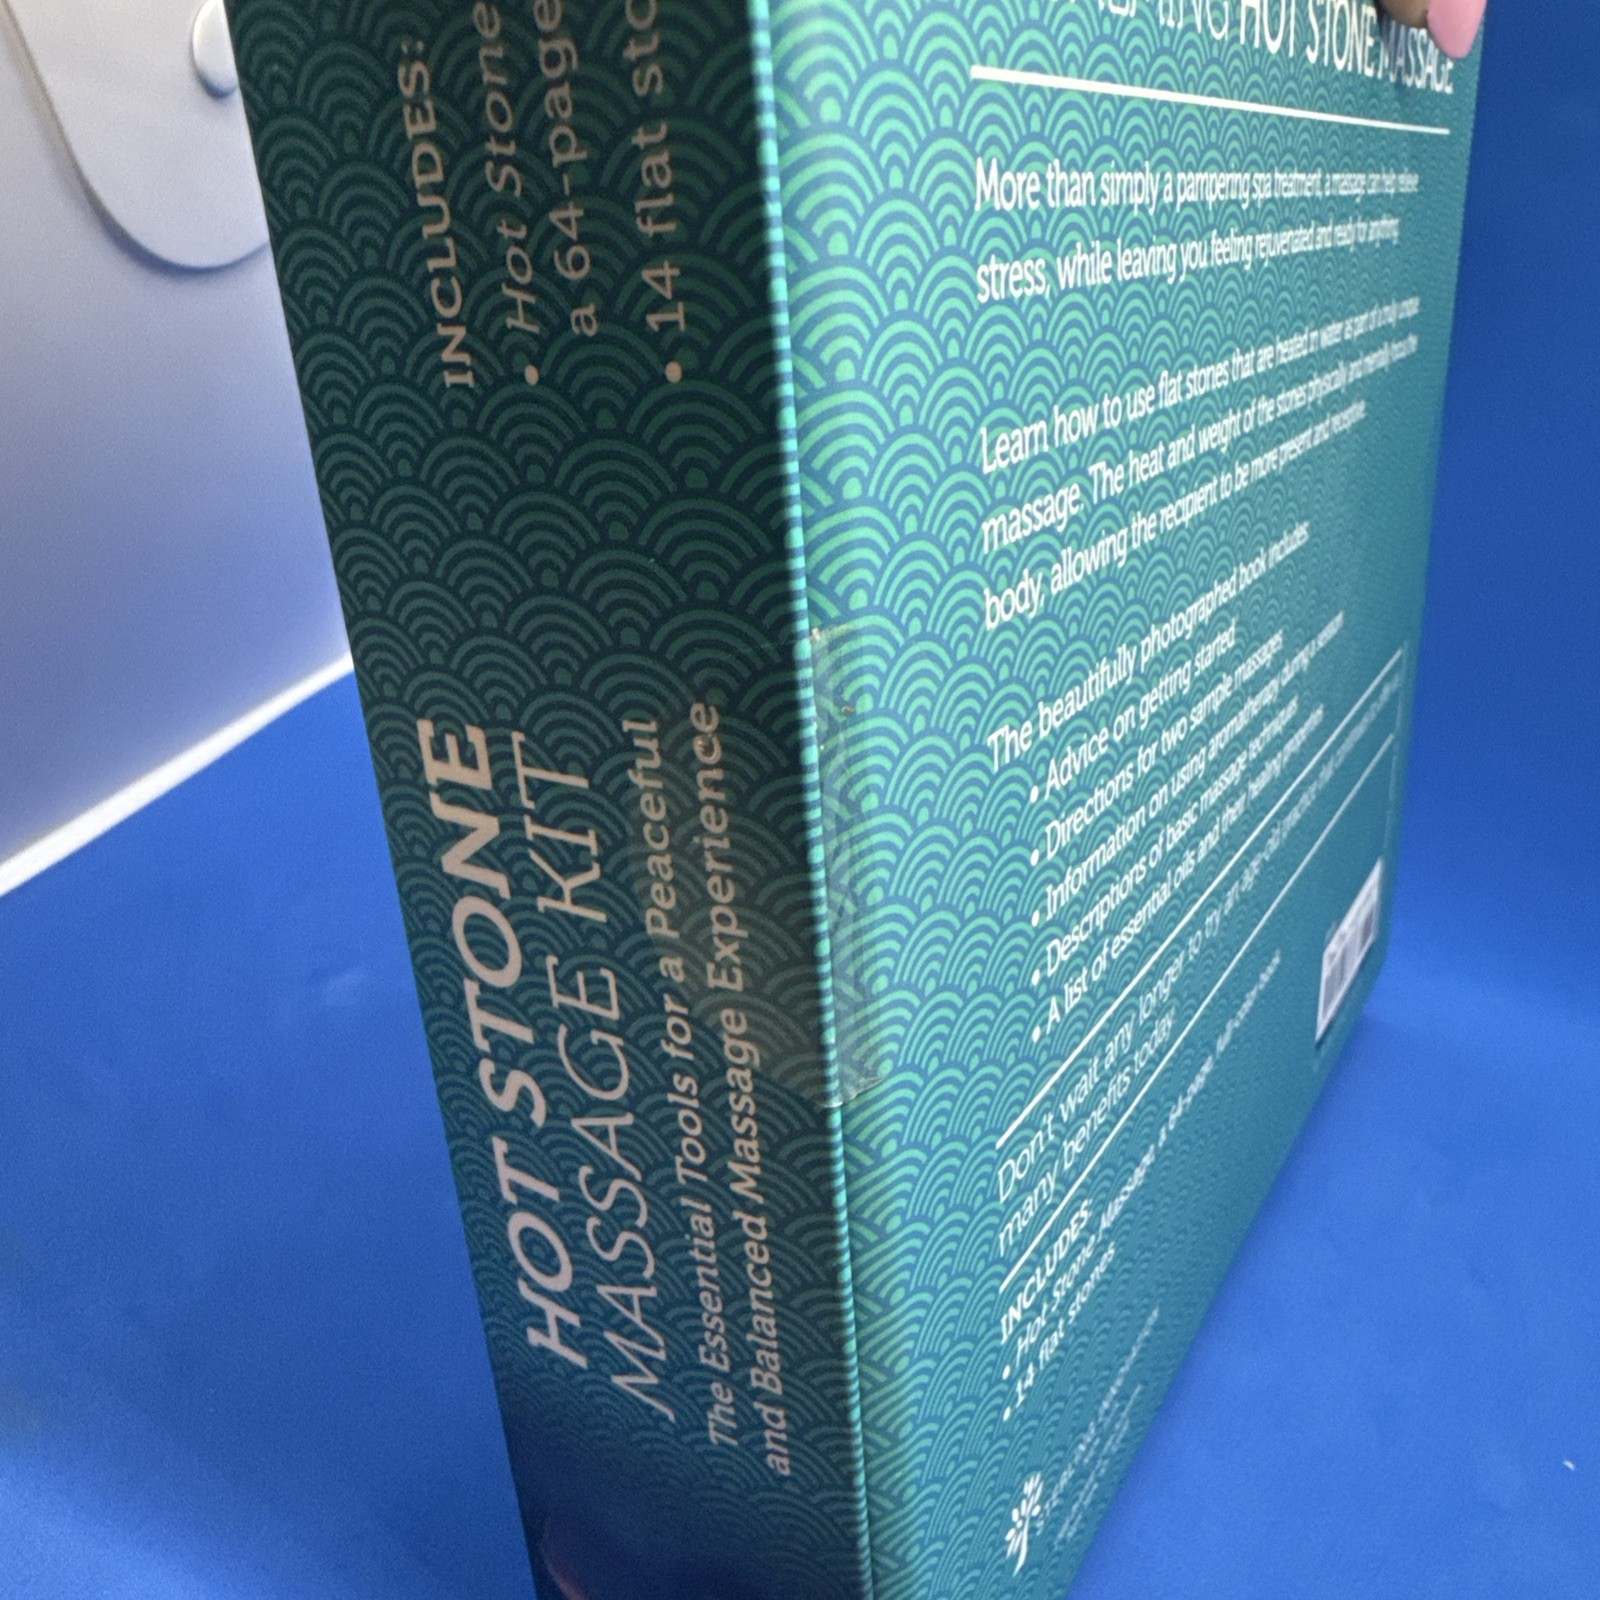 INCLUDES:
• Hot Stone
a 64-page
• 14 flat sto
HOT STONE
MASSAGE KIT
The Essential Tools for a Peaceful
and Balanced Massage Experience
HOT STONE MASSAGE
More than simply a pampering spa treatment, a massage can help relieve
stress, while leaving you feeling rejuvenated and ready for anything
Learn how to use flat stones that are heated in water as part of a truly unique
massage. The heat and weight of the stones physically and mentally focus the
body, allowing the recipient to be more present and receptive.
The beautifully photographed book includes:
• Advice on getting started
• Directions for two sample massages
• Information on using aromatherapy during a session
• Descriptions of basic massage techniques
• A list of essential oils and their healing properties
Don't wait any longer to try an age-old practice
many benefits today.
INCLUDES:
• Hot Stone Massage, a 64-page, full-color book
• 14 flat stones